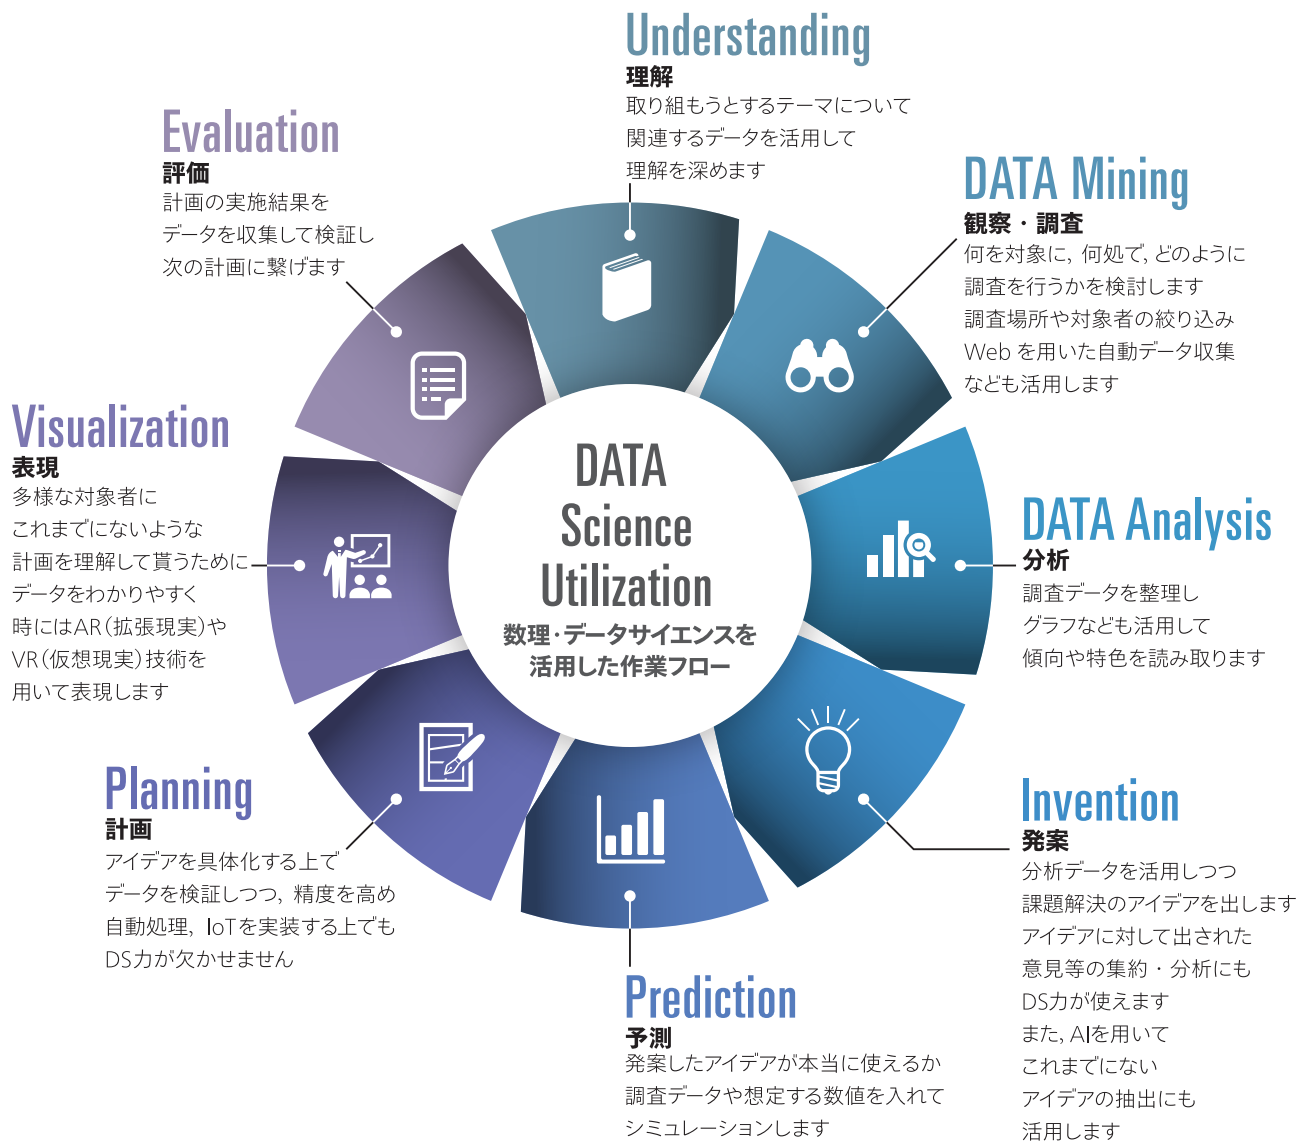 Understanding
理解
取り組もうとするテーマについて
関連するデータを活用して
理解を深めます
DATA Mining
観察・調査
何を対象に, 何処で, どのように
調査を行うかを検討します
調査場所や対象者の絞り込み
Web を用いた自動データ収集
なども活用します
DATA Analysis
分析
調査データを整理し
グラフなども活用して
傾向や特色を読み取ります
Invention
発案
分析データを活用しつつ
課題解決のアイデアを出します
アイデアに対して出された
意見等の集約・分析にも
DS力が使えます
また, AIを用いて
これまでにない
アイデアの抽出にも
活用します
Prediction
予測
発案したアイデアが本当に使えるか
調査データや想定する数値を入れて
シミュレーションします
Planning
計画
アイデアを具体化する上で
データを検証しつつ, 精度を高め
自動処理, IoTを実装する上でも
DS力が欠かせません
Visualization
表現
多様な対象者に
これまでにないような
計画を理解して貰うために
データをわかりやすく
時にはAR(拡張現実)や
VR(仮想現実)技術を
用いて表現します
Evaluation
評価
計画の実施結果を
データを収集して検証し
次の計画に繋げます
DATA
Science
Utilization
数理・データサイエンスを
活用した作業フロー